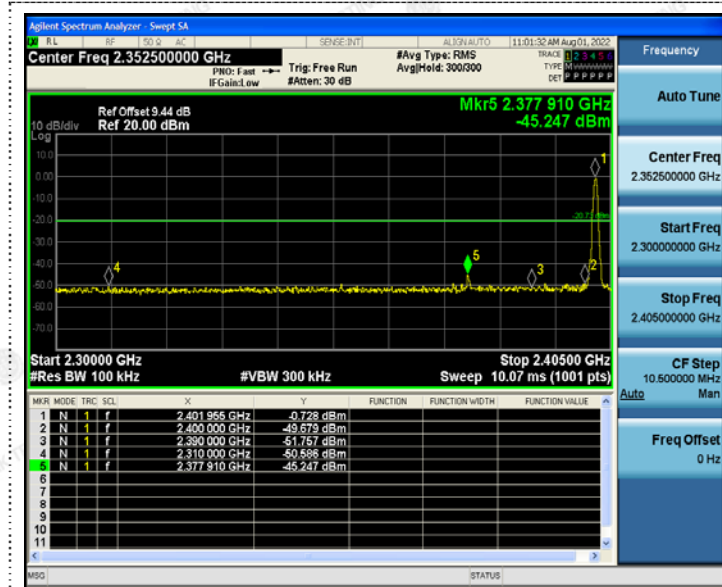 Agilent Spectrum Analyzer - Swept SA
RL RF 50 Ω AC SENSE:INT ALIGN AUTO 11:01:32 AM Aug 01, 2022
Center Freq 2.352500000 GHz
#Avg Type: RMS
TRACE 1 2 3 4 5 6
PNO: Fast Trig: Free Run Avg|Hold: 300/300
TYPE M
IFGain:Low #Atten: 30 dB
DET P P P P P P
Frequency
Auto Tune
Mkr5 2.377 910 GHz
-45.247 dBm
Ref Offset 9.44 dB
10 dB/div Ref 20.00 dBm
Log
10.0
0.00
-10.0
-30.0
-40.0
-60.0
-70.0
1
2
3
4
5
Center Freq
2.352500000 GHz
Start Freq
2.300000000 GHz
Stop Freq
2.405000000 GHz
CF Step
10.500000 MHz
Auto Man
Freq Offset
0 Hz
Start 2.30000 GHz Stop 2.40500 GHz
#Res BW 100 kHz #VBW 300 kHz Sweep 10.07 ms (1001 pts)
MKR MODE TRC SCL X Y FUNCTION FUNCTION WIDTH FUNCTION VALUE
1 N 1 f 2.401 955 GHz -0.728 dBm
2 N 1 f 2.400 000 GHz -49.679 dBm
3 N 1 f 2.390 000 GHz -51.757 dBm
4 N 1 f 2.310 000 GHz -50.586 dBm
5 N 1 f 2.377 910 GHz -45.247 dBm
6
7
8
9
10
11
MSG STATUS